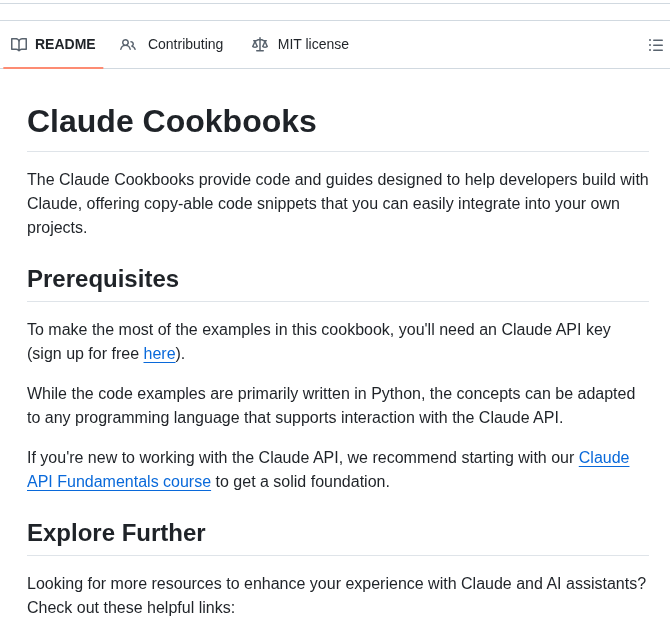 README
Contributing
MIT license
Claude Cookbooks
The Claude Cookbooks provide code and guides designed to help developers build with
Claude, offering copy-able code snippets that you can easily integrate into your own
projects.
Prerequisites
To make the most of the examples in this cookbook, you'll need an Claude API key
(sign up for free here).
While the code examples are primarily written in Python, the concepts can be adapted
to any programming language that supports interaction with the Claude API.
If you're new to working with the Claude API, we recommend starting with our Claude
API Fundamentals course to get a solid foundation.
Explore Further
Looking for more resources to enhance your experience with Claude and AI assistants?
Check out these helpful links: